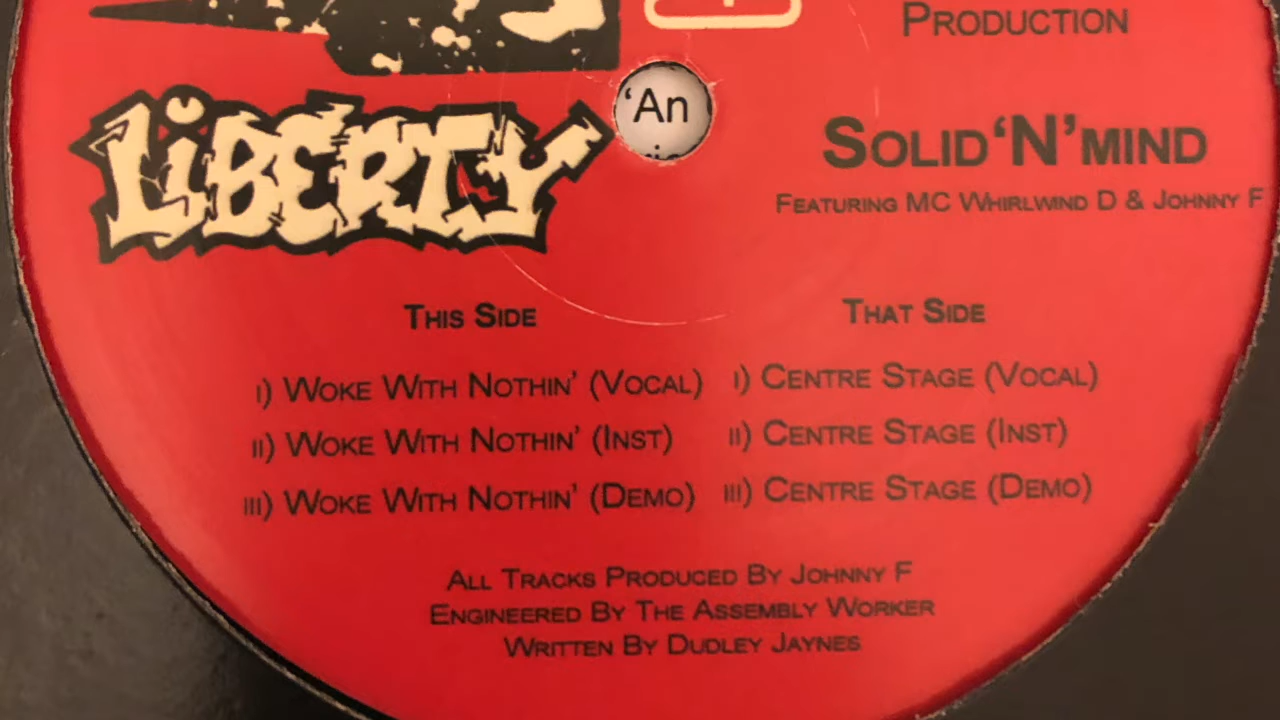 PRODUCTION
'An
LIBERTY
SOLID 'N' MIND
FEATURING MC WHIRLWIND D & JOHNNY F
THIS SIDE
I) WOKE WITH NOTHIN' (VOCAL)
II) WOKE WITH NOTHIN' (INST)
III) WOKE WITH NOTHIN' (DEMO)
THAT SIDE
I) CENTRE STAGE (VOCAL)
II) CENTRE STAGE (INST)
III) CENTRE STAGE (DEMO)
ALL TRACKS PRODUCED BY JOHNNY F
ENGINEERED BY THE ASSEMBLY WORKER
WRITTEN BY DUDLEY JAYNES